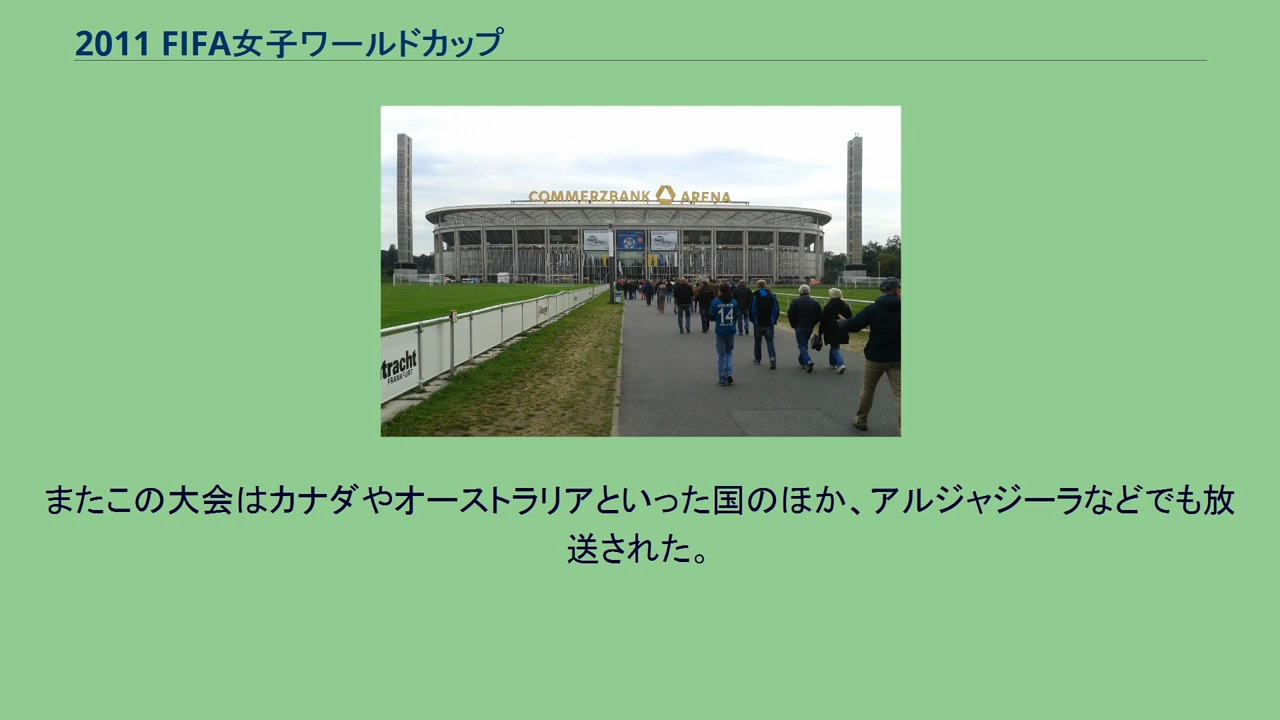 2011 FIFA女子ワールドカップ
COMMERZBANK ARENA
14
tracht
FRANKFURT
またこの大会はカナダやオーストラリアといった国のほか、アルジャジーラなどでも放
送された。